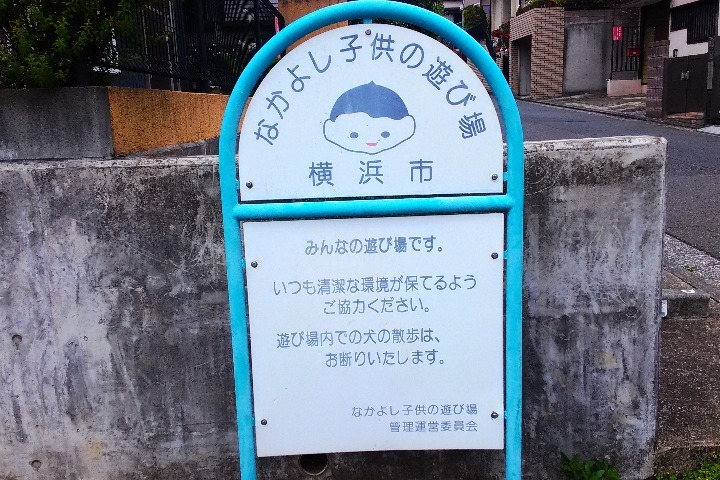 なかよし子供の遊び場
横浜市
みんなの遊び場です。
いつも清潔な環境が保てるよう
ご協力ください。
遊び場内での犬の散歩は、
お断りいたします。
なかよし子供の遊び場
管理運営委員会